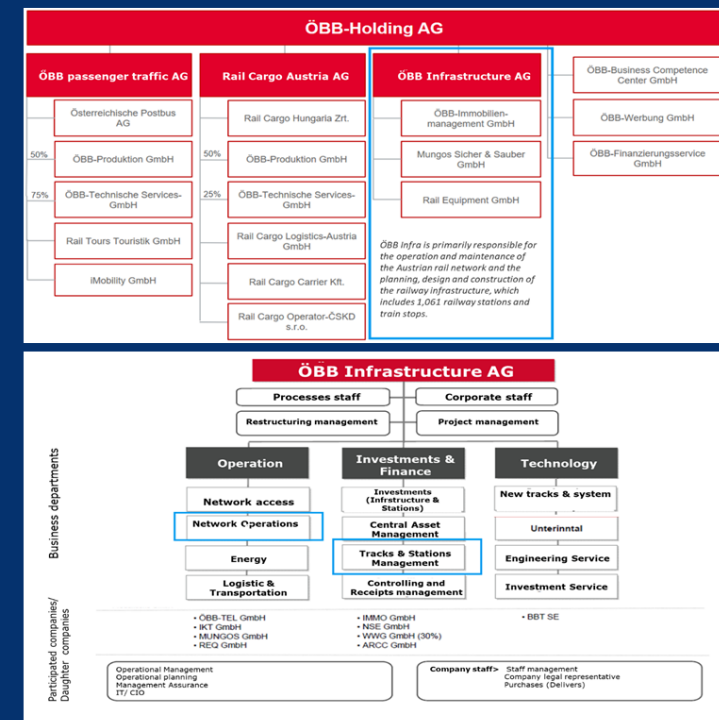 ÖBB-Holding AG
ÖBB passenger traffic AG
Österreichische Postbus
AG
50%
ÖBB-Produktion GmbH
75%
ÖBB-Technische Services-
GmbH
Rail Tours Touristik GmbH
iMobility GmbH
Rail Cargo Austria AG
Rail Cargo Hungaria Zrt.
50%
ÖBB-Produktion GmbH
25%
ÖBB-Technische Services-
GmbH
Rail Cargo Logistics-Austria
GmbH
Rail Cargo Carrier Kft.
Rail Cargo Operator-ČSKD
s.r.o.
ÖBB Infrastructure AG
ÖBB-Immobilien-
management GmbH
Mungos Sicher & Sauber
GmbH
Rail Equipment GmbH
ÖBB Infra is primarily responsible for
the operation and maintenance of
the Austrian rail network and the
planning, design and construction of
the railway infrastructure, which
includes 1,061 railway stations and
train stops.
ÖBB-Business Competence
Center GmbH
ÖBB-Werbung GmbH
ÖBB-Finanzierungsservice
GmbH
ÖBB Infrastructure AG
Processes staff
Corporate staff
Restructuring management
Project management
Business departments
Operation
Network access
Network Operations
Energy
Logistic &
Transportation
Investments &
Finance
Investments
(Infrstructure &
Stations)
Central Asset
Management
Tracks & Stations
Management
Controlling and
Receipts management
Technology
New tracks & system
Unterinntal
Engineering Service
Investment Service
Participated companies/
Daughter companies
• ÖBB-TEL GmbH
• IKT GmbH
• MUNGOS GmbH
• REQ GmbH
• IMMO GmbH
• NSE GmbH
• WWG GmbH (30%)
• ARCC GmbH
• BBT SE
Operational Management
Operational planning
Management Assurance
IT/ CIO
Company staff> Staff management
Company legal representative
Purchases (Delivers)